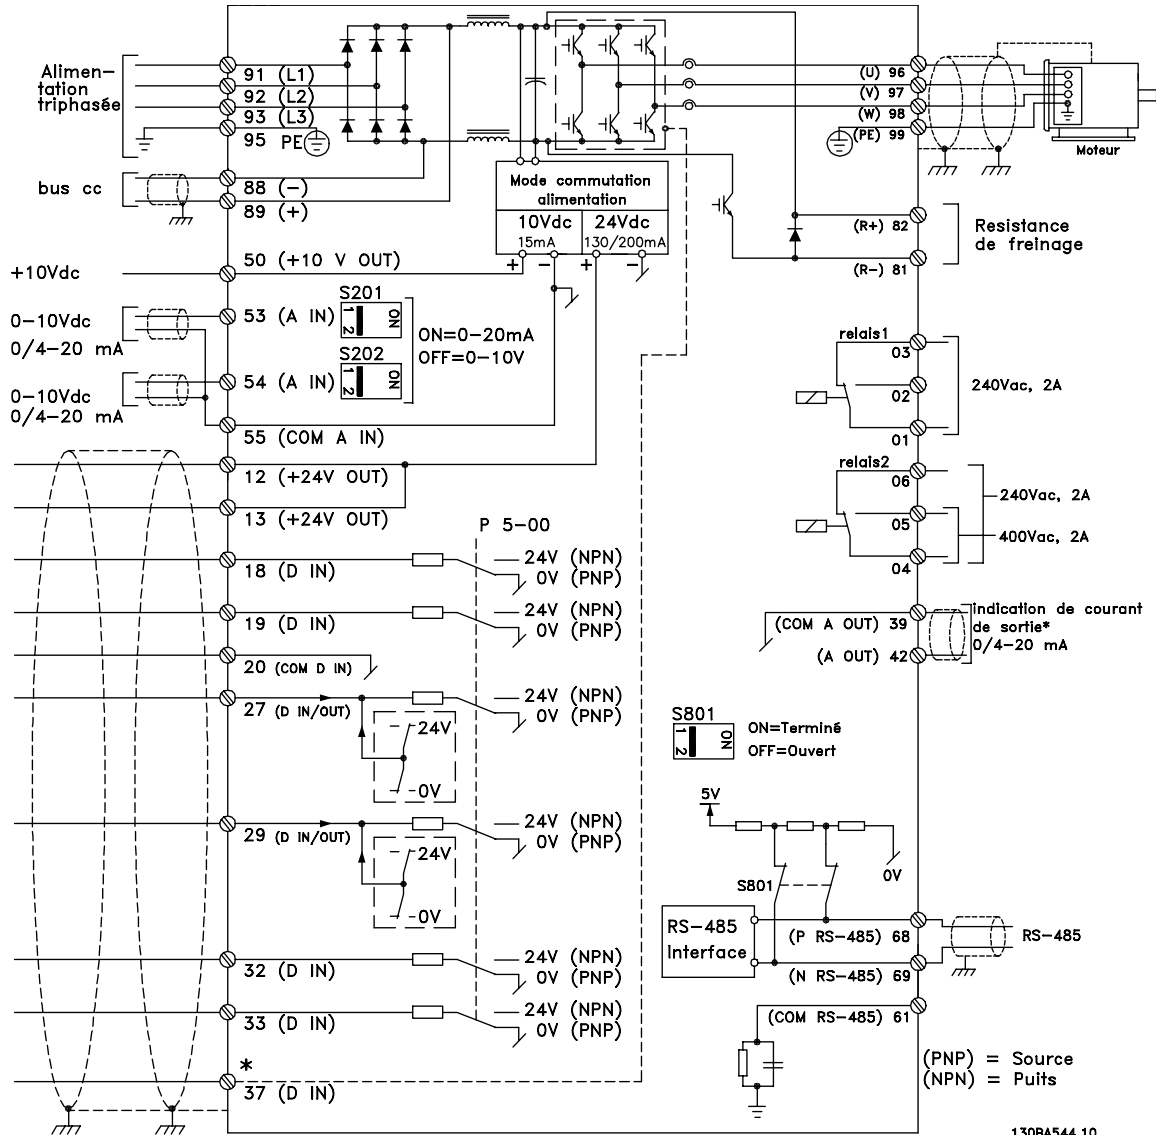 Alimen-
tation
triphasée
91 (L1)
92 (L2)
93 (L3)
95 PE
bus cc
88 (−)
89 (+)
+10Vdc
50 (+10 V OUT)
0−10Vdc
0/4−20 mA
53 (A IN)
S201
1 2
ON
ON=0−20mA
OFF=0−10V
S202
1 2
ON
0−10Vdc
0/4−20 mA
54 (A IN)
55 (COM A IN)
12 (+24V OUT)
13 (+24V OUT)
Mode commutation
alimentation
10Vdc
15mA
24Vdc
130/200mA
+ − + −
(U) 96
(V) 97
(W) 98
(PE) 99
Moteur
(R+) 82
(R−) 81
Resistance
de freinage
relais1
03
02
01
240Vac, 2A
relais2
06
05
04
240Vac, 2A
400Vac, 2A
P 5-00
18 (D IN)
24V (NPN)
0V (PNP)
19 (D IN)
24V (NPN)
0V (PNP)
20 (COM D IN)
27 (D IN/OUT)
24V (NPN)
0V (PNP)
24V
0V
29 (D IN/OUT)
24V (NPN)
0V (PNP)
24V
0V
32 (D IN)
24V (NPN)
0V (PNP)
33 (D IN)
24V (NPN)
0V (PNP)
*
37 (D IN)
(COM A OUT) 39
(A OUT) 42
indication de courant
de sortie*
0/4−20 mA
S801
1 2
ON
ON=Terminé
OFF=Ouvert
5V
0V
S801
RS-485
Interface
(P RS-485) 68
(N RS-485) 69
RS-485
(COM RS-485) 61
(PNP) = Source
(NPN) = Puits
130BA544.10